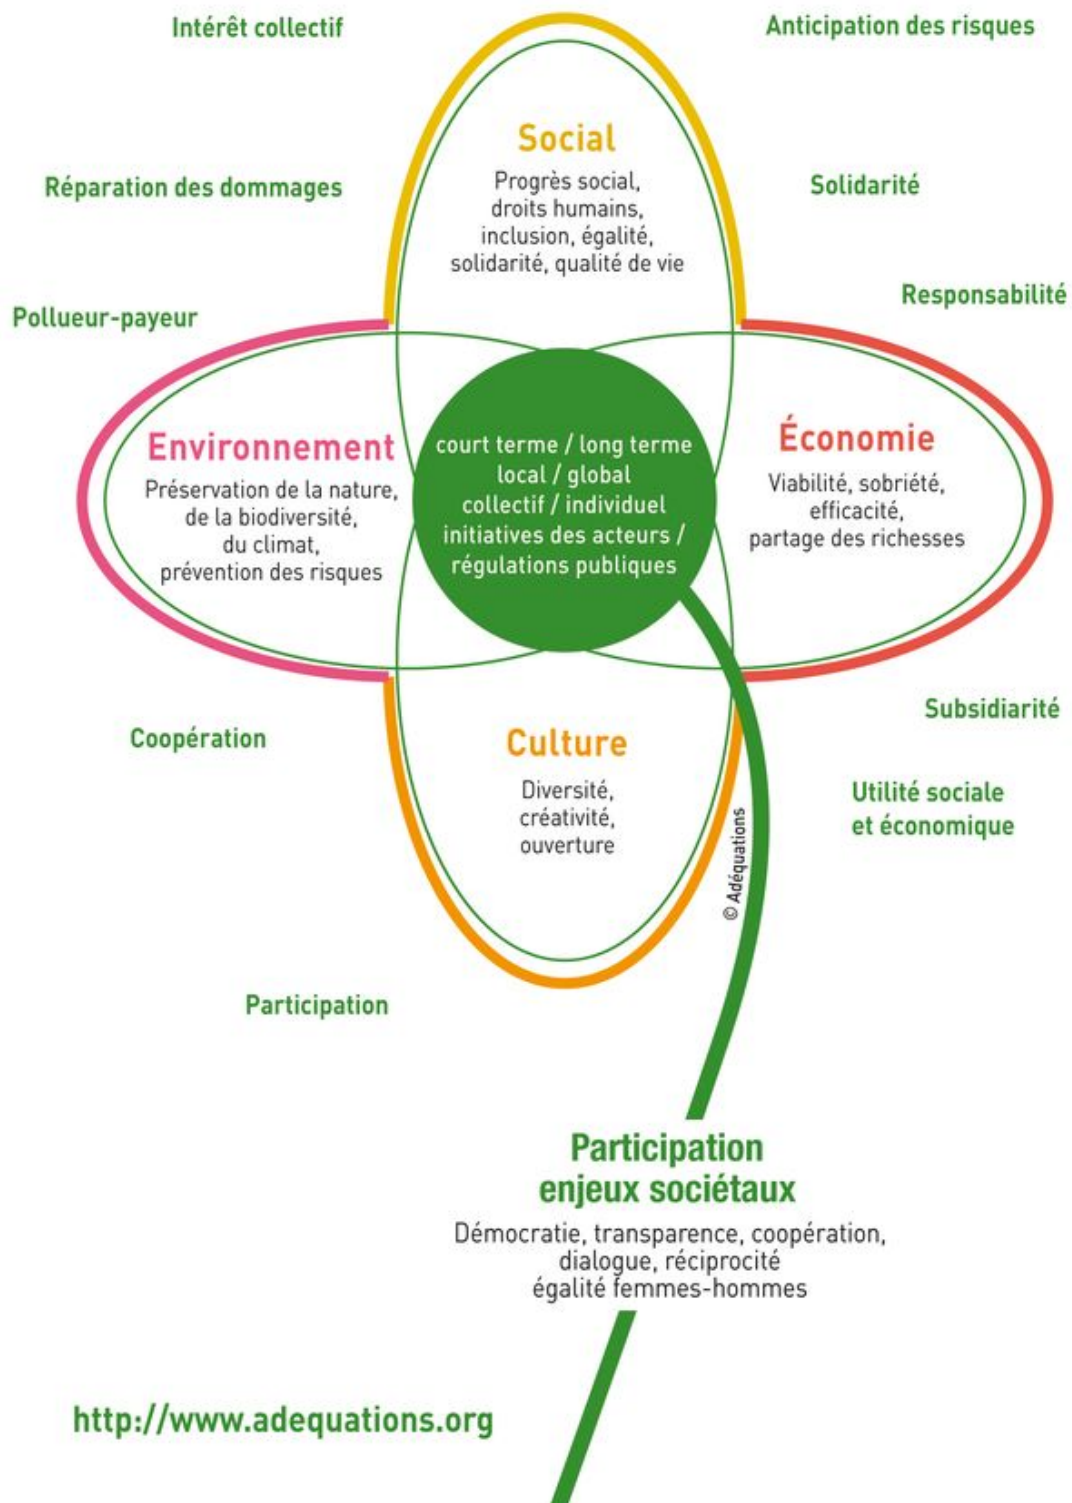 Intérêt collectif
Anticipation des risques
Social
Progrès social,
droits humains,
inclusion, égalité,
solidarité, qualité de vie
Réparation des dommages
Solidarité
Responsabilité
Pollueur-payeur
Environnement
Préservation de la nature,
de la biodiversité,
du climat,
prévention des risques
court terme / long terme
local / global
collectif / individuel
initiatives des acteurs /
régulations publiques
Économie
Viabilité, sobriété,
efficacité,
partage des richesses
Coopération
Culture
Diversité,
créativité,
ouverture
Subsidiarité
Utilité sociale
et économique
© Adéquations
Participation
Participation
enjeux sociétaux
Démocratie, transparence, coopération,
dialogue, réciprocité
égalité femmes-hommes
http://www.adequations.org